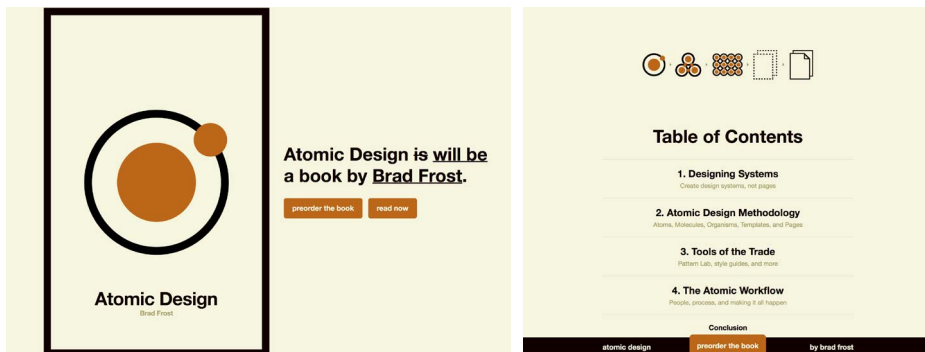 Atomic Design
Brad Frost
Atomic Design is will be
a book by Brad Frost.
preorder the book
read now
Table of Contents
1. Designing Systems
Create design systems, not pages
2. Atomic Design Methodology
Atoms, Molecules, Organisms, Templates, and Pages
3. Tools of the Trade
Pattern Lab, style guides, and more
4. The Atomic Workflow
People, process, and making it all happen
Conclusion
atomic design
preorder the book
by brad frost